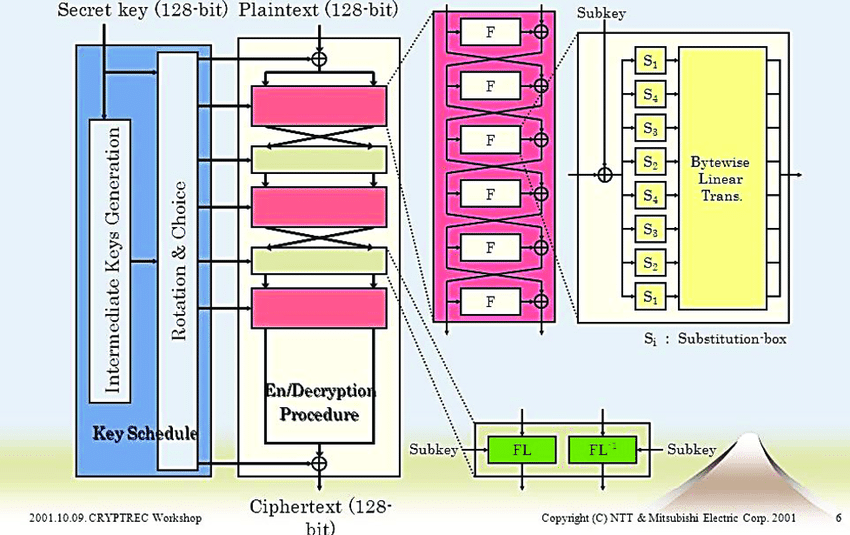 Secret key (128-bit)
Plaintext (128-bit)
Intermediate Keys Generation
Rotation & Choice
Key Schedule
En/Decryption
Procedure
Ciphertext (128-
bit)
F
F
F
F
F
F
Subkey
S1
S4
S3
S2
S4
S3
S2
S1
Bytewise
Linear
Trans.
Si : Substitution-box
Subkey
FL
FL-1
Subkey
2001.10.09. CRYPTREC Workshop
Copyright (C) NTT & Mitsubishi Electric Corp. 2001
6